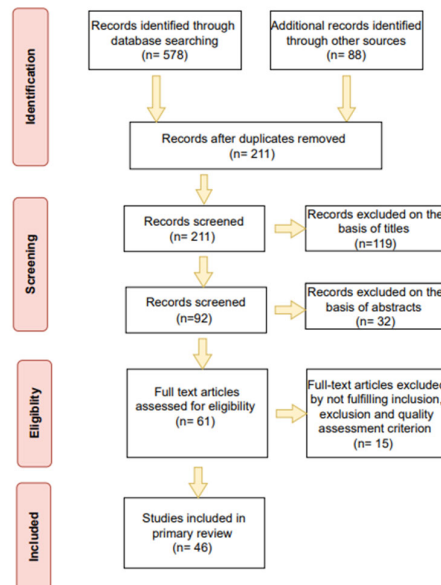 Identification
Records identified through
database searching
(n= 578)
Additional records identified
through other sources
(n= 88)
Records after duplicates removed
(n= 211)
Screening
Records screened
(n= 211)
Records excluded on the
basis of titles
(n=119)
Records screened
(n=92)
Records excluded on the
basis of abstracts
(n= 32)
Eligiblity
Full text articles
assessed for eligibility
(n= 61)
Full-text articles excluded
by not fulfilling inclusion,
exclusion and quality
assessment criterion
(n= 15)
Included
Studies included in
primary review
(n= 46)